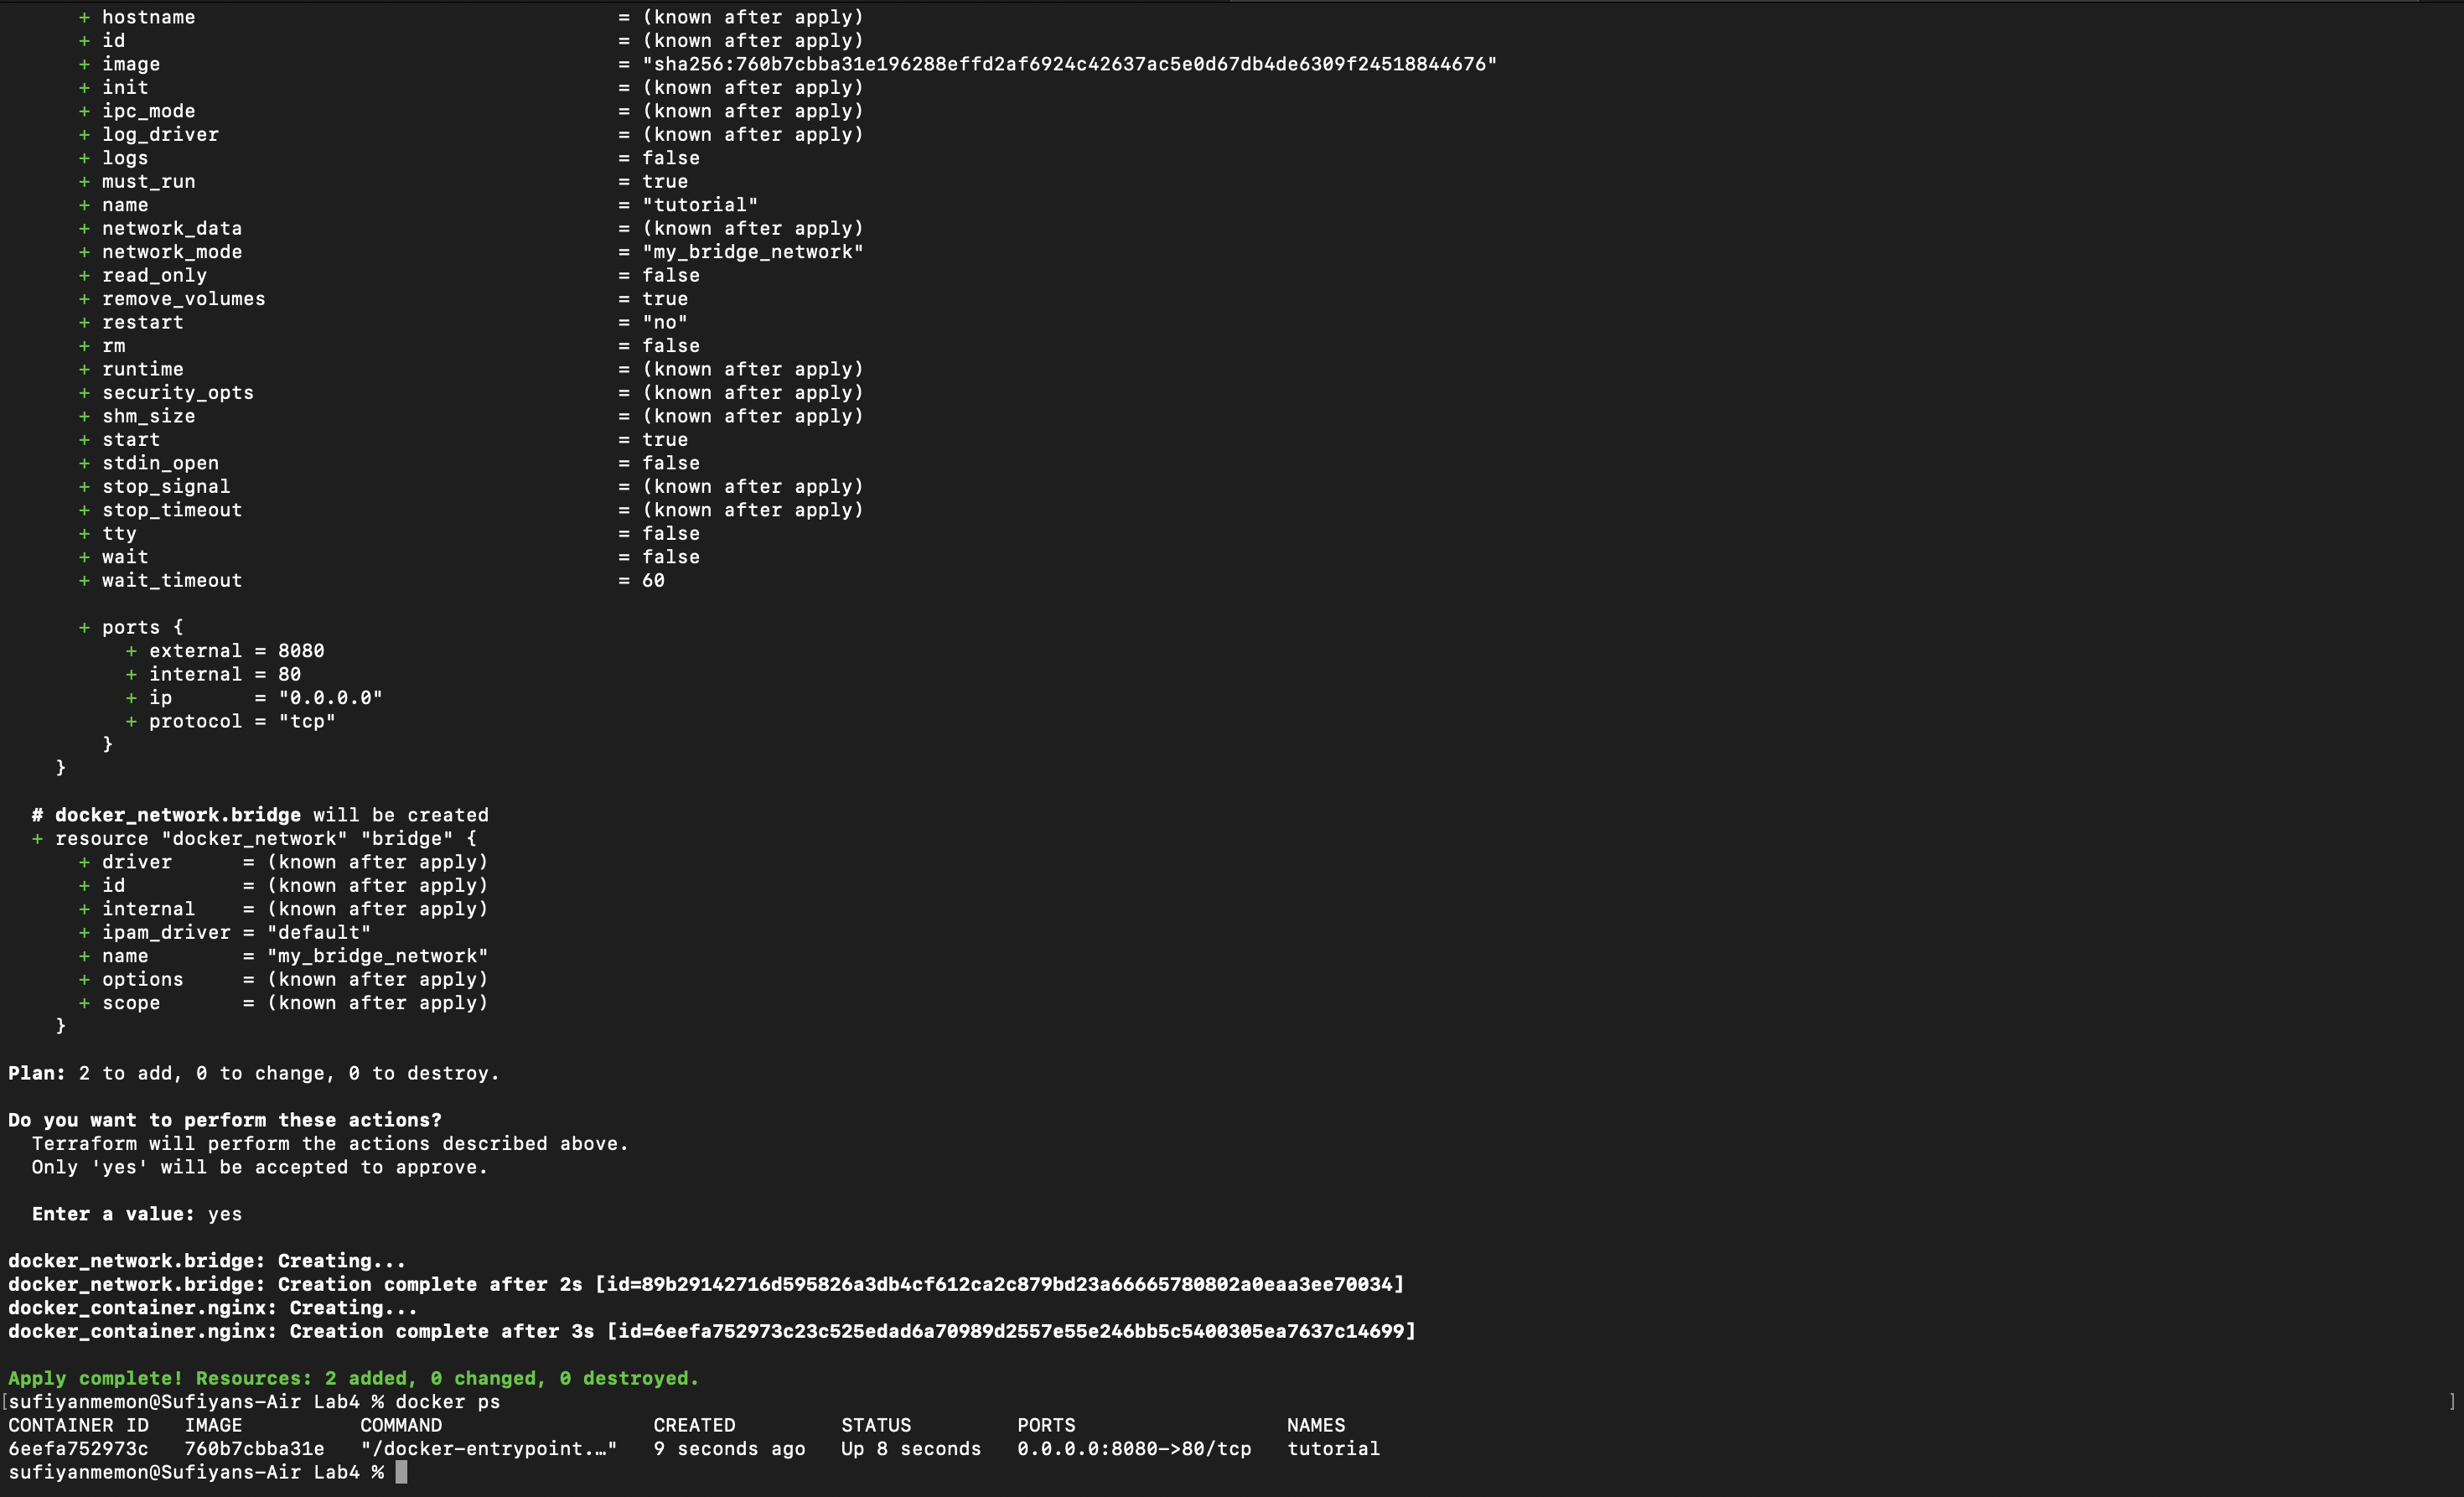 + hostname = (known after apply)
+ id = (known after apply)
+ image = "sha256:760b7cbba31e196288effd2af6924c42637ac5e0d67db4de6309f24518844676"
+ init = (known after apply)
+ ipc_mode = (known after apply)
+ log_driver = (known after apply)
+ logs = false
+ must_run = true
+ name = "tutorial"
+ network_data = (known after apply)
+ network_mode = "my_bridge_network"
+ read_only = false
+ remove_volumes = true
+ restart = "no"
+ rm = false
+ runtime = (known after apply)
+ security_opts = (known after apply)
+ shm_size = (known after apply)
+ start = true
+ stdin_open = false
+ stop_signal = (known after apply)
+ stop_timeout = (known after apply)
+ tty = false
+ wait = false
+ wait_timeout = 60
+ ports {
+ external = 8080
+ internal = 80
+ ip = "0.0.0.0"
+ protocol = "tcp"
}
}
# docker_network.bridge will be created
+ resource "docker_network" "bridge" {
+ driver = (known after apply)
+ id = (known after apply)
+ internal = (known after apply)
+ ipam_driver = "default"
+ name = "my_bridge_network"
+ options = (known after apply)
+ scope = (known after apply)
}
Plan: 2 to add, 0 to change, 0 to destroy.
Do you want to perform these actions?
Terraform will perform the actions described above.
Only 'yes' will be accepted to approve.
Enter a value: yes
docker_network.bridge: Creating...
docker_network.bridge: Creation complete after 2s [id=89b29142716d595826a3db4cf612ca2c879bd23a66665780802a0eaa3ee70034]
docker_container.nginx: Creating...
docker_container.nginx: Creation complete after 3s [id=6eefa752973c23c525edad6a70989d2557e55e246bb5c5400305ea7637c14699]
Apply complete! Resources: 2 added, 0 changed, 0 destroyed.
[sufiyanmemon@Sufiyans-Air Lab4 % docker ps ]
CONTAINER ID IMAGE COMMAND CREATED STATUS PORTS NAMES
6eefa752973c 760b7cbba31e "/docker-entrypoint.…" 9 seconds ago Up 8 seconds 0.0.0.0:8080->80/tcp tutorial
sufiyanmemon@Sufiyans-Air Lab4 %